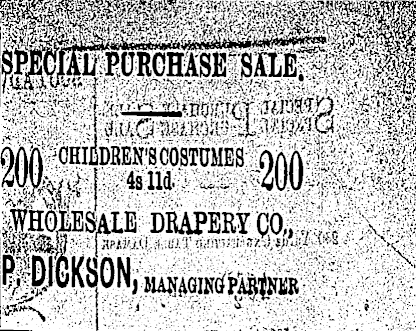 SPECIAL PURCHASE SALE.
200 CHILDREN'S COSTUMES 200
4s 11d.
WHOLESALE DRAPERY CO.,
P. DICKSON, MANAGING PARTNER